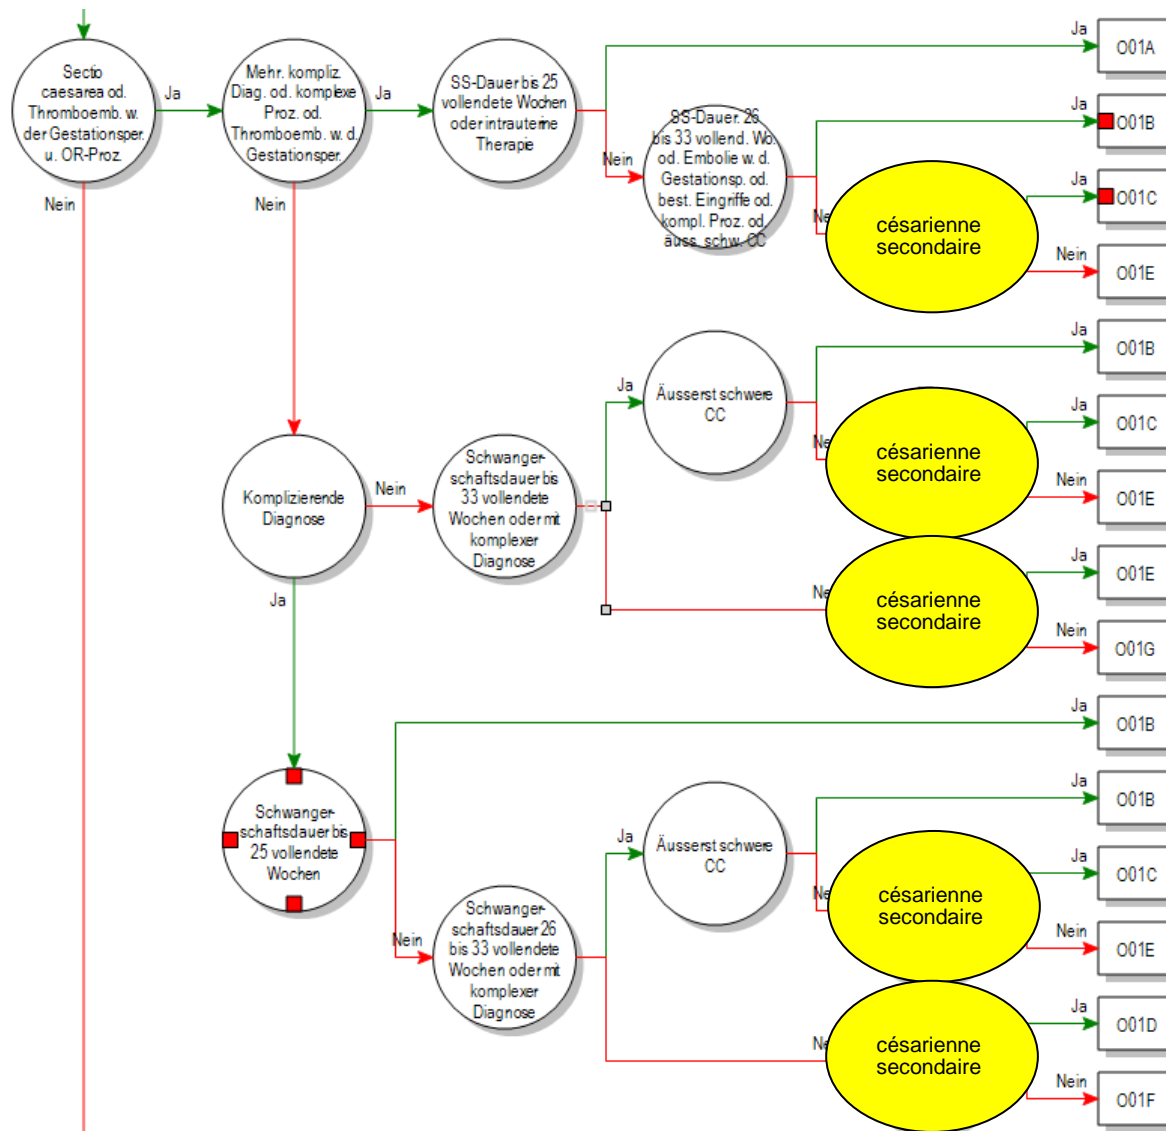 Sectio
caesarea od.
Thromboemb. w.
der Gestationsper.
u. OR-Proz.
Ja
Nein
Mehr. kompliz.
Diag. od. komplexe
Proz. od.
Thromboemb. w. d.
Gestationsper.
Ja
Nein
SS-Dauer bis 25
vollendete Wochen
oder intrauterine
Therapie
Ja
O01A
Nein
SS-Dauer. 26
bis 33 vollend. Wo.
od. Embolie w. d.
Gestationsp. od.
best. Eingriffe od.
kompl. Proz. od.
äuss. schw. CC
Ja
O01B
césarienne
secondaire
Ja
O01C
Nein
O01E
Komplizierende
Diagnose
Nein
Ja
Schwanger-
schaftsdauer bis
33 vollendete
Wochen oder mit
komplexer
Diagnose
Ja
Äusserst schwere
CC
Ja
O01B
césarienne
secondaire
Ja
O01C
Nein
O01E
césarienne
secondaire
Ja
O01E
Nein
O01G
Schwanger-
schaftsdauer bis
25 vollendete
Wochen
Ja
O01B
Nein
Schwanger-
schaftsdauer 26
bis 33 vollendete
Wochen oder mit
komplexer
Diagnose
Ja
Äusserst schwere
CC
Ja
O01B
césarienne
secondaire
Ja
O01C
Nein
O01E
césarienne
secondaire
Ja
O01D
Nein
O01F